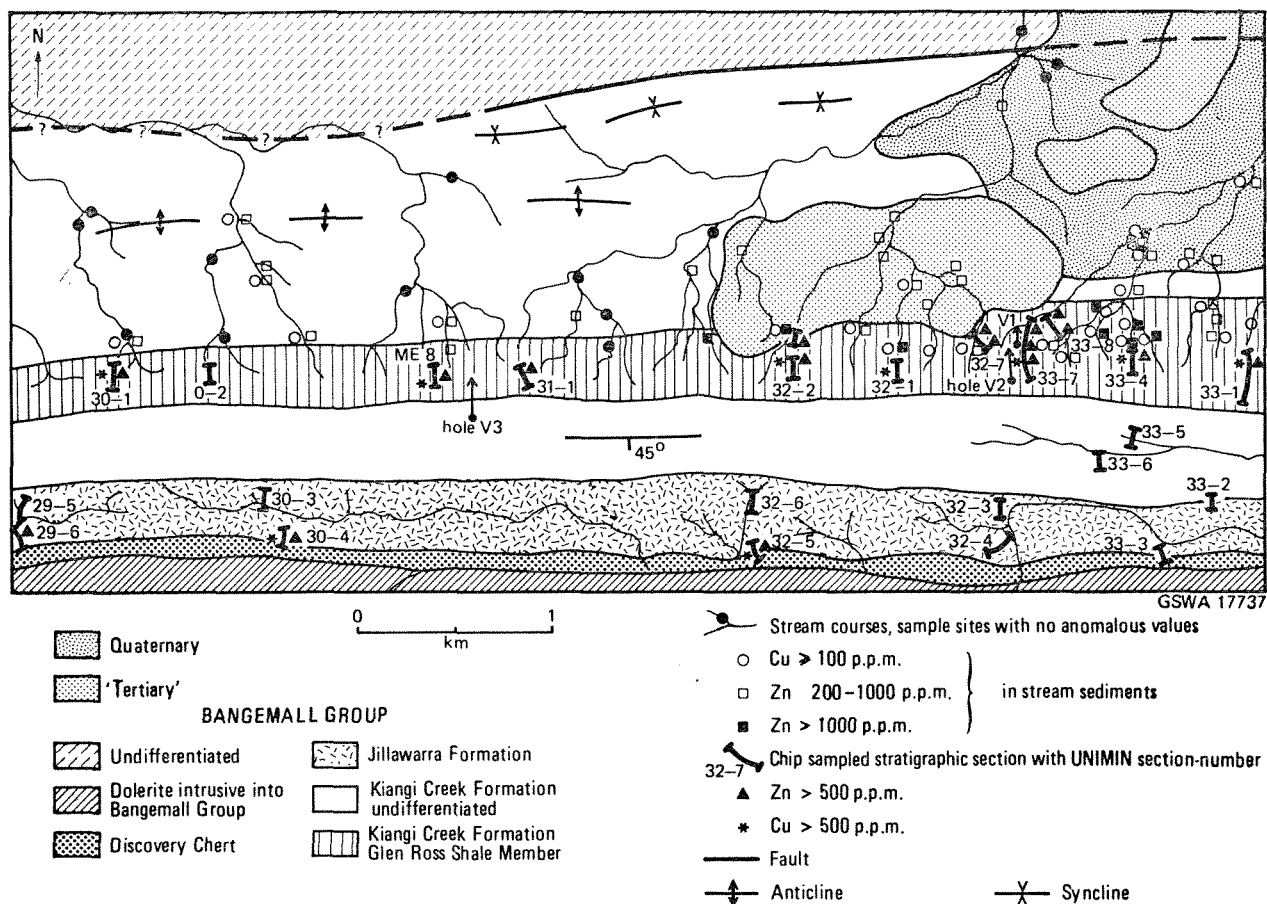 N
? ? ? ?
V1
ME 8
33-8
30-1
0-2
31-1
32-2
32-1
32-7
hole V2
33-7
33-4
33-1
hole V3
45°
33-5
33-6
29-5
30-3
32-6
32-3
33-2
29-6
30-4
32-5
32-4
33-3
GSWA 17737
0 1
km
Quaternary
'Tertiary'
BANGEMALL GROUP
Undifferentiated
Dolerite intrusive into
Bangemall Group
Discovery Chert
Jillawarra Formation
Kiangi Creek Formation
undifferentiated
Kiangi Creek Formation
Glen Ross Shale Member
Stream courses, sample sites with no anomalous values
Cu ⩾ 100 p.p.m.
Zn 200-1000 p.p.m.
in stream sediments
Zn > 1000 p.p.m.
32-7 Chip sampled stratigraphic section with UNIMIN section-number
Zn > 500 p.p.m.
* Cu > 500 p.p.m.
Fault
Anticline
Syncline